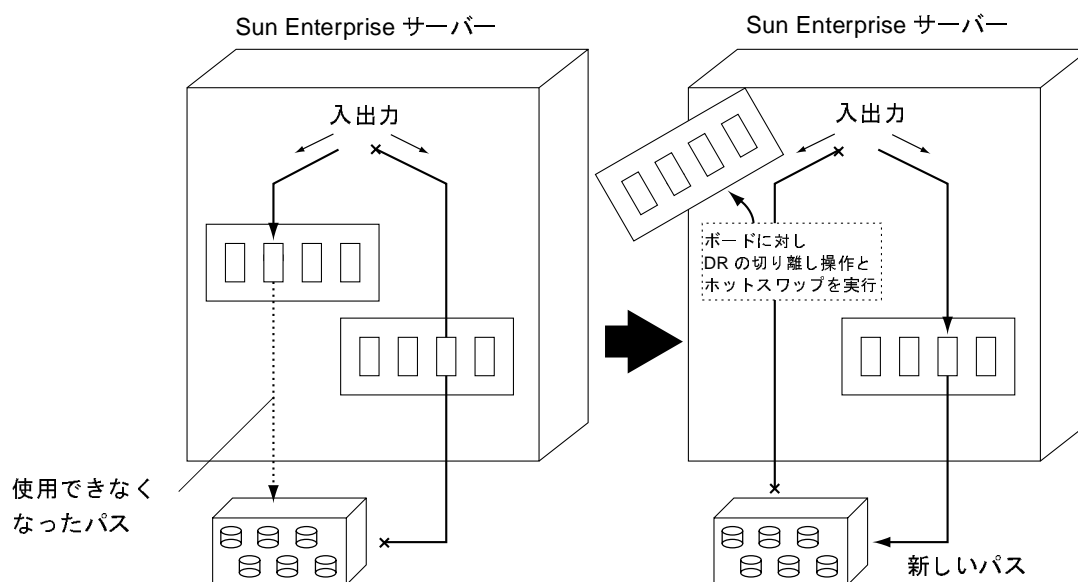 Sun Enterprise サーバー
入出力
使用できなく
なったパス
Sun Enterprise サーバー
入出力
ボードに対し
DR の切り離し操作と
ホットスワップを実行
新しいパス